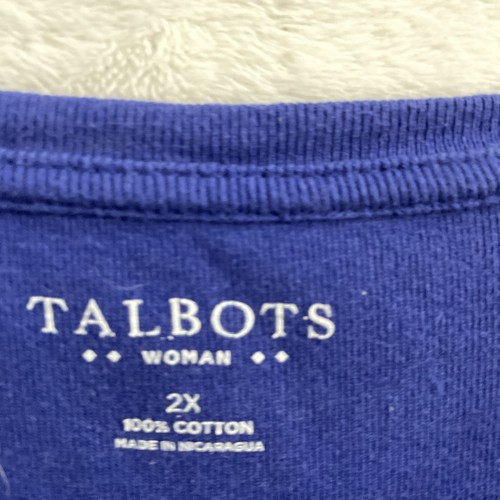 TALBOTS
WOMAN
2X
100% COTTON
MADE IN NICARAGUA